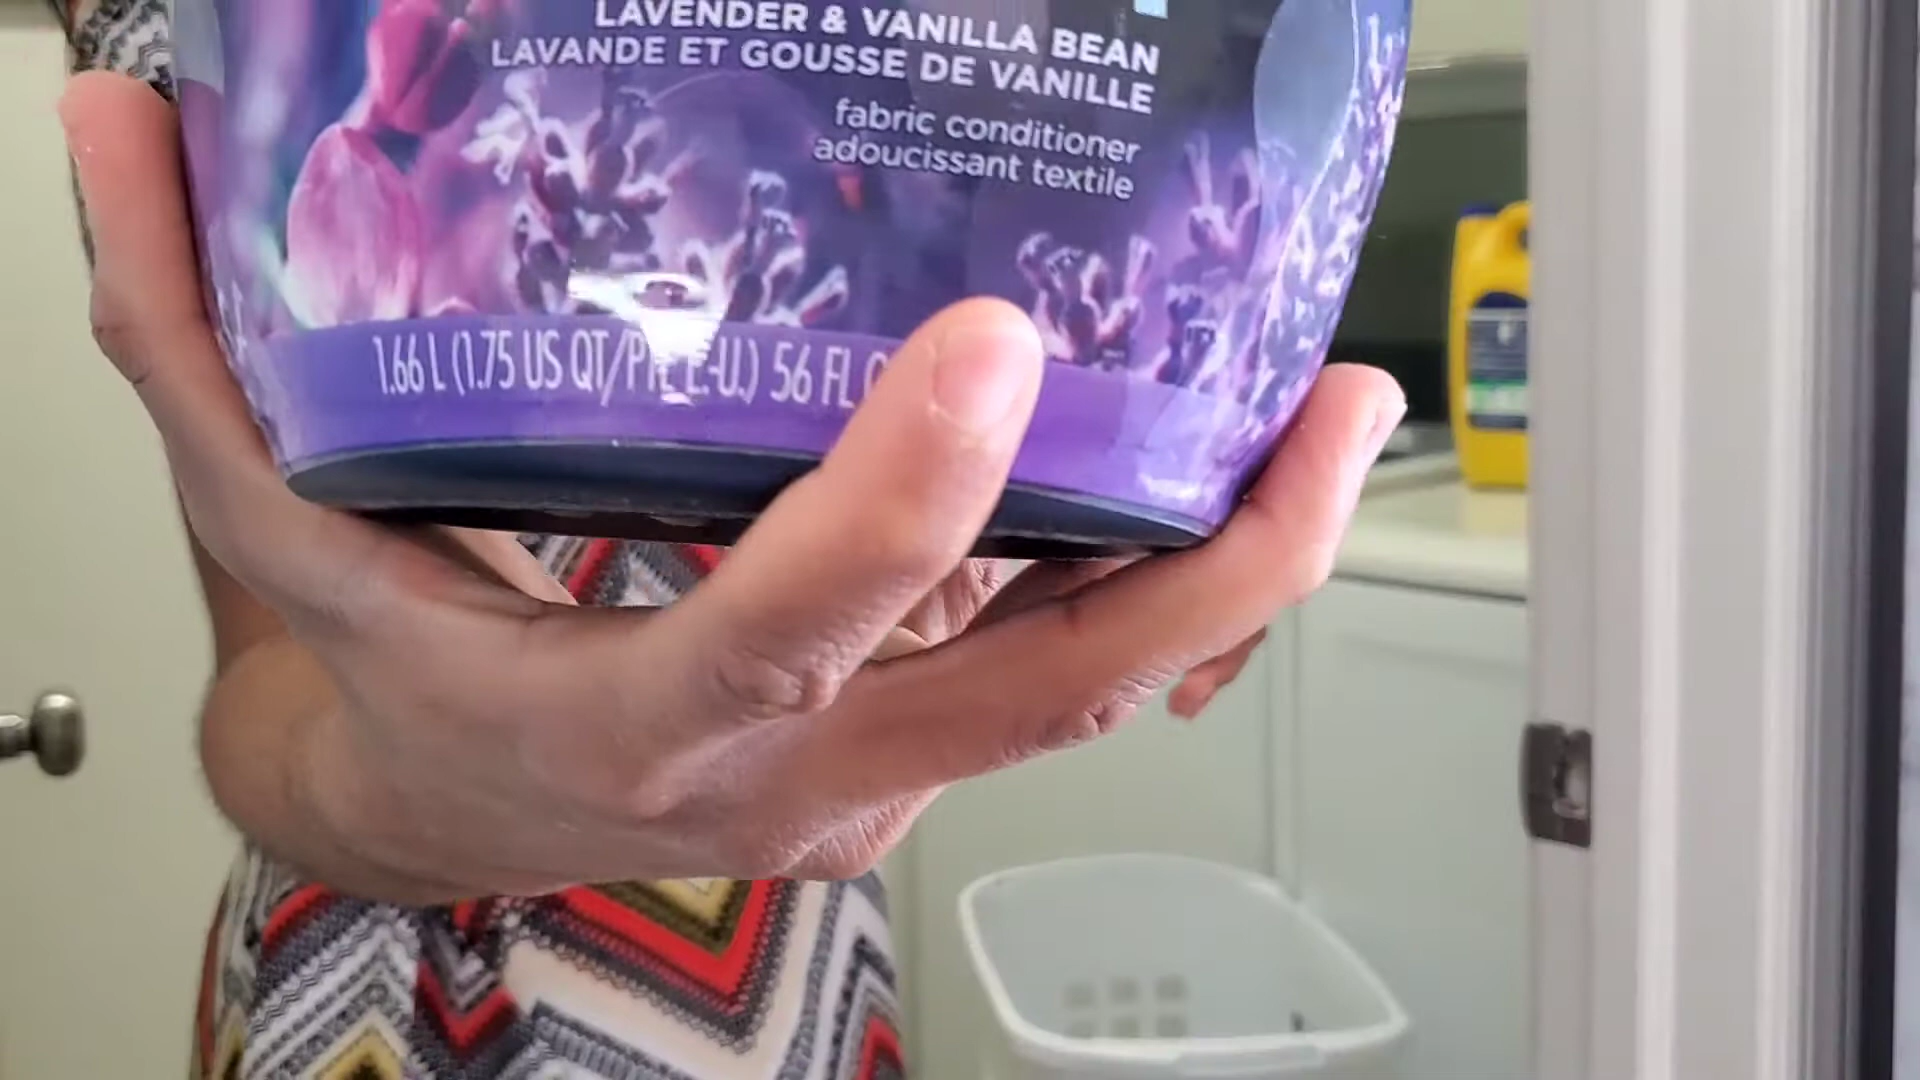 LAVENDER & VANILLA BEAN
LAVANDE ET GOUSSE DE VANILLE
fabric conditioner
adoucissant textile
1.66 L (1.75 US QT/PTE É.-U.) 56 FL